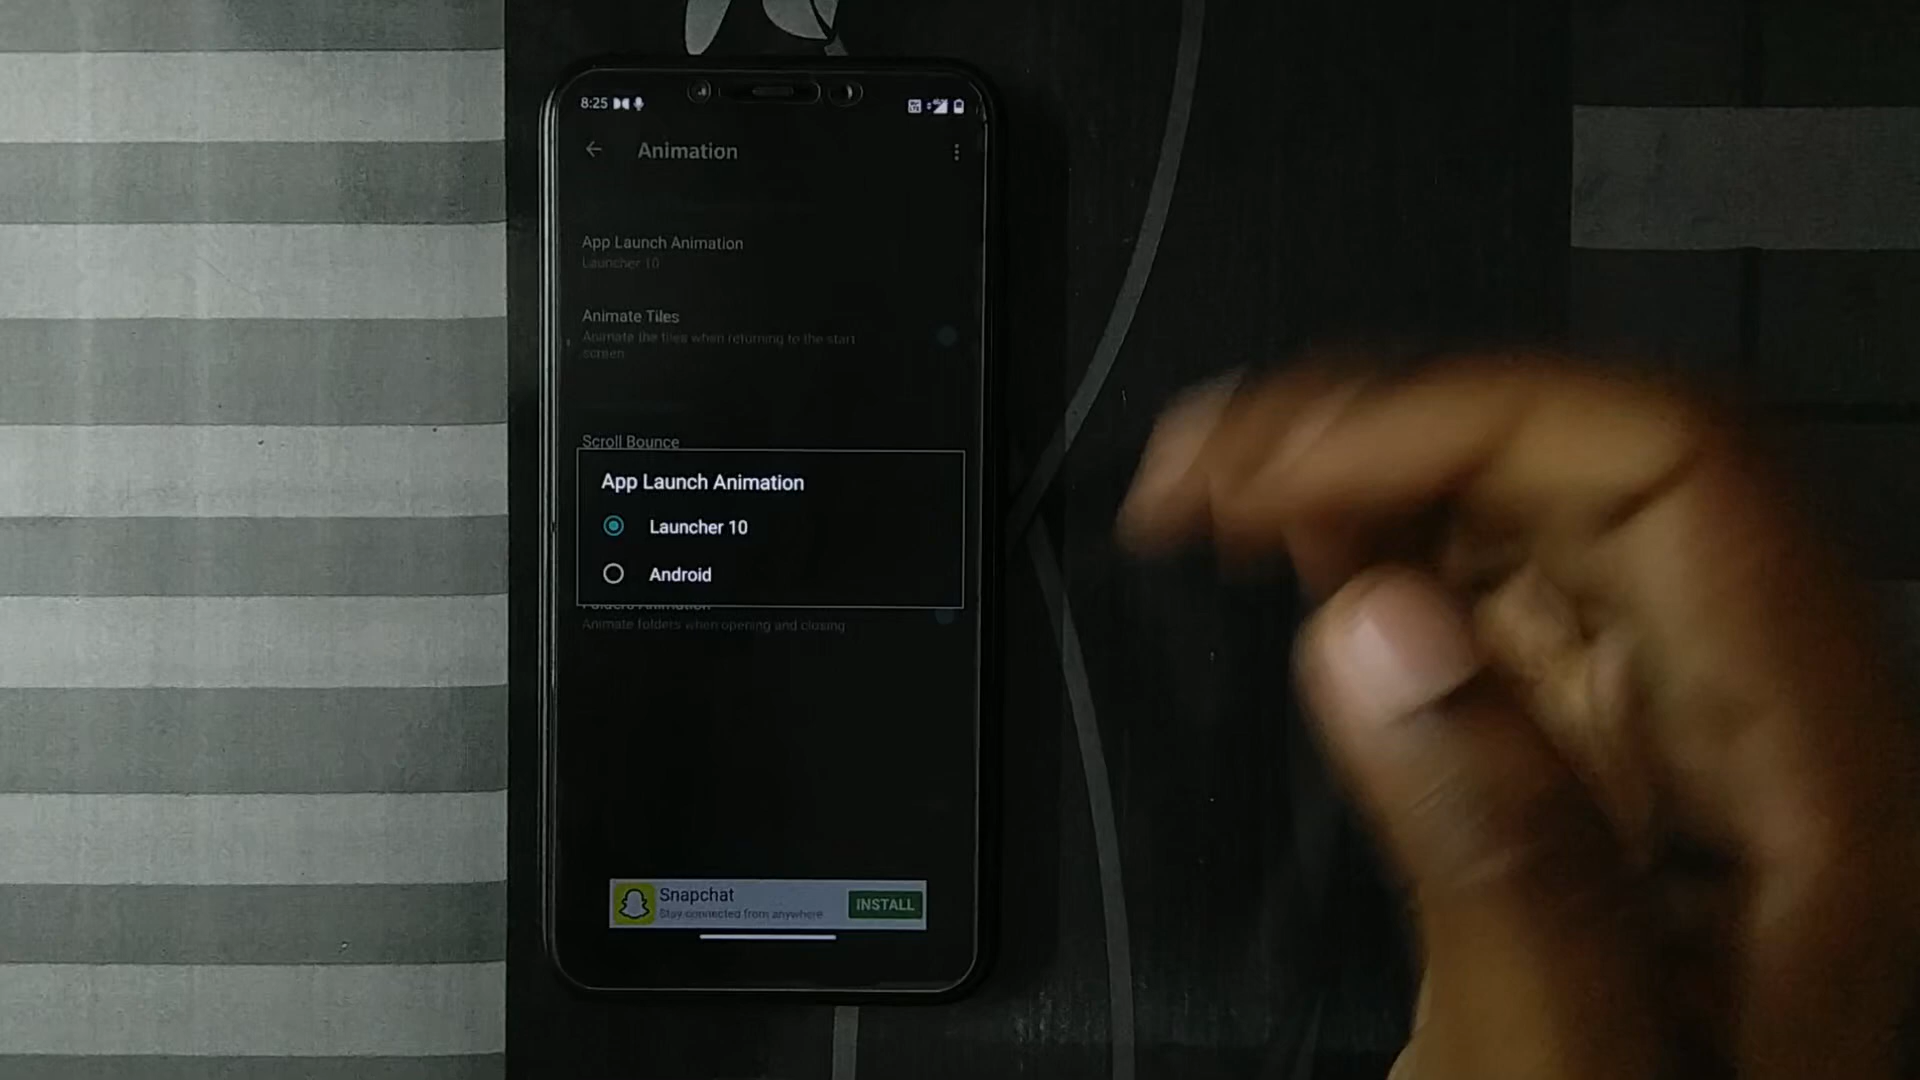 8:25
Animation
App Launch Animation
Launcher 10
Animate Tiles
Animate the tiles when returning to the start
screen
Scroll Bounce
App Launch Animation
Launcher 10
Android
Folders Animation
Animate folders when opening and closing
Snapchat
Stay connected from anywhere
INSTALL